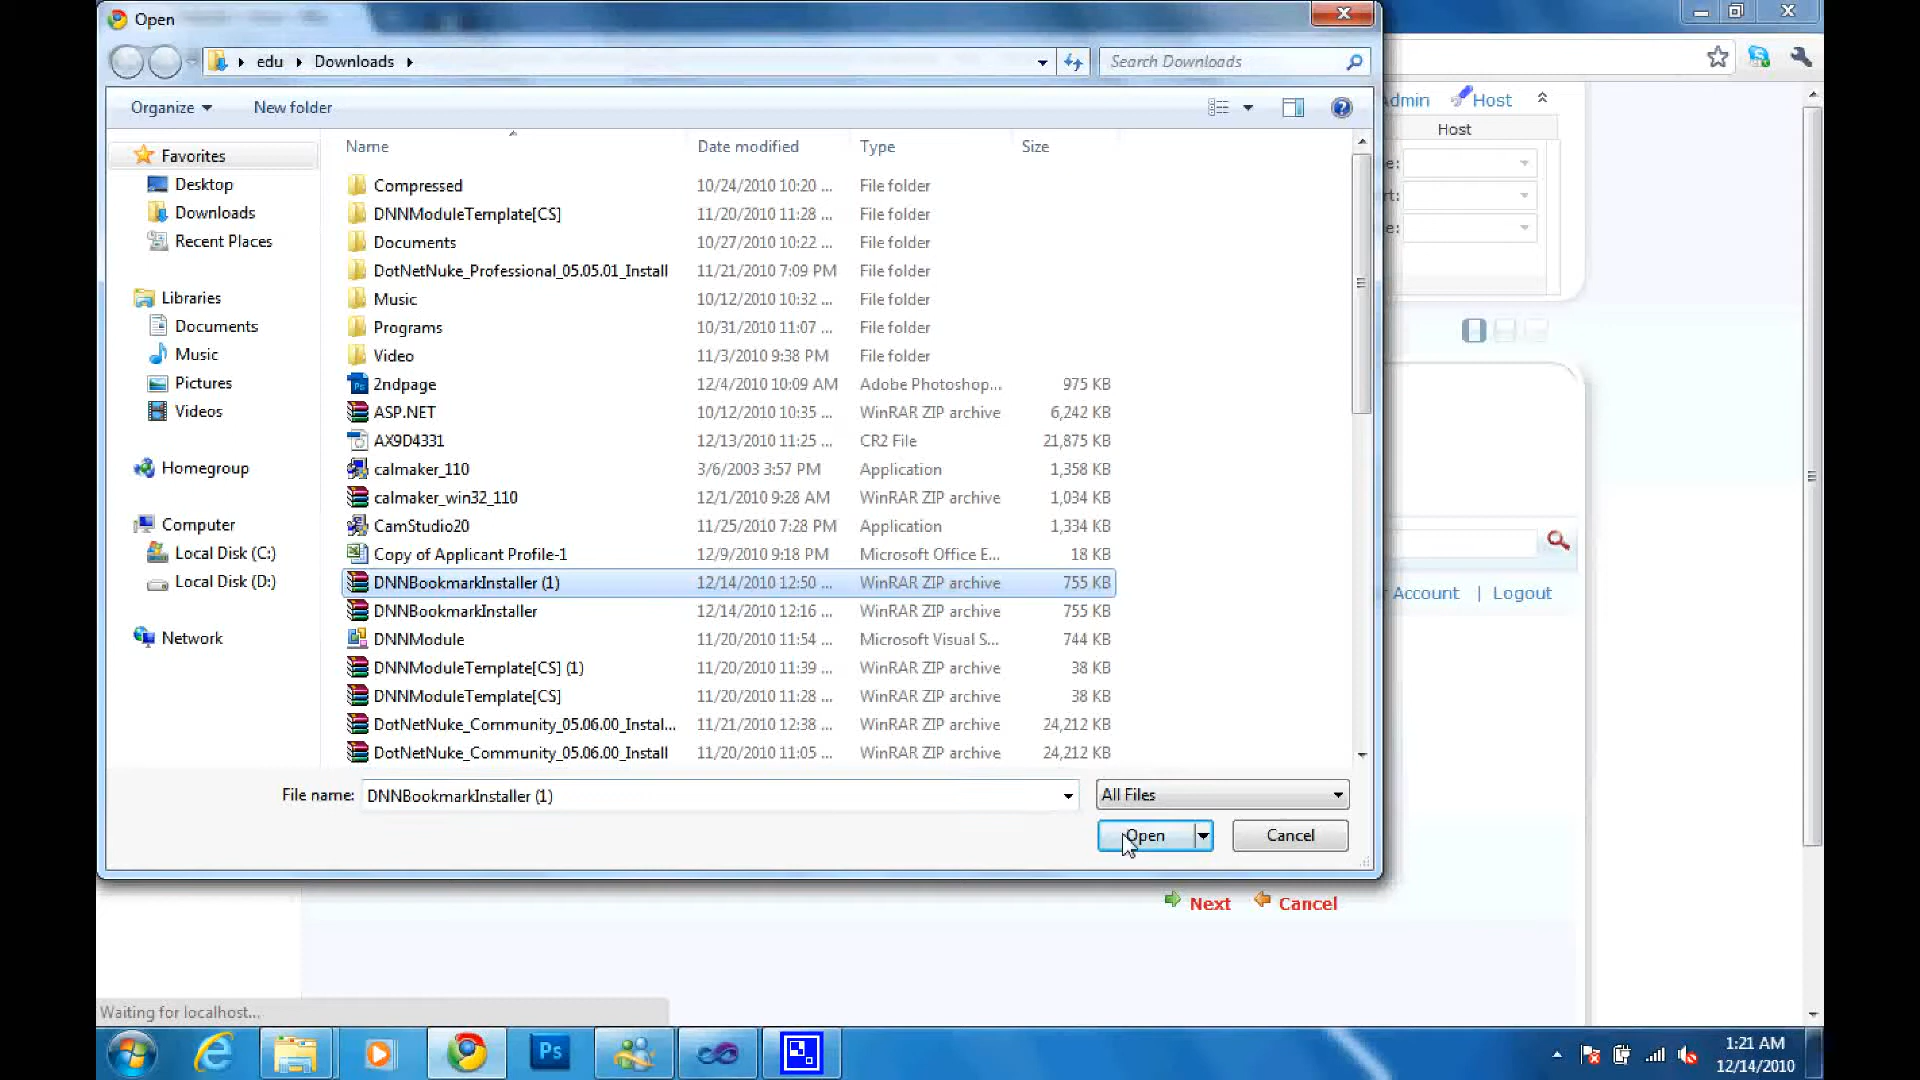 Open
edu Downloads
Search Downloads
Organize New folder
Name Date modified Type Size
Favorites
Desktop
Downloads
Recent Places
Libraries
Documents
Music
Pictures
Videos
Homegroup
Computer
Local Disk (C:)
Local Disk (D:)
Network
Compressed 10/24/2010 10:20 ... File folder
DNNModuleTemplate[CS] 11/20/2010 11:28 ... File folder
Documents 10/27/2010 10:22 ... File folder
DotNetNuke_Professional_05.05.01_Install 11/21/2010 7:09 PM File folder
Music 10/12/2010 10:32 ... File folder
Programs 10/31/2010 11:07 ... File folder
Video 11/3/2010 9:38 PM File folder
2ndpage 12/4/2010 10:09 AM Adobe Photoshop... 975 KB
ASP.NET 10/12/2010 10:35 ... WinRAR ZIP archive 6,242 KB
AX9D4331 12/13/2010 11:25 ... CR2 File 21,875 KB
calmaker_110 3/6/2003 3:57 PM Application 1,358 KB
calmaker_win32_110 12/1/2010 9:28 AM WinRAR ZIP archive 1,034 KB
CamStudio20 11/25/2010 7:28 PM Application 1,334 KB
Copy of Applicant Profile-1 12/9/2010 9:18 PM Microsoft Office E... 18 KB
DNNBookmarkInstaller (1) 12/14/2010 12:50 ... WinRAR ZIP archive 755 KB
DNNBookmarkInstaller 12/14/2010 12:16 ... WinRAR ZIP archive 755 KB
DNNModule 11/20/2010 11:54 ... Microsoft Visual S... 744 KB
DNNModuleTemplate[CS] (1) 11/20/2010 11:39 ... WinRAR ZIP archive 38 KB
DNNModuleTemplate[CS] 11/20/2010 11:28 ... WinRAR ZIP archive 38 KB
DotNetNuke_Community_05.06.00_Instal... 11/21/2010 12:38 ... WinRAR ZIP archive 24,212 KB
DotNetNuke_Community_05.06.00_Install 11/20/2010 11:05 ... WinRAR ZIP archive 24,212 KB
File name: DNNBookmarkInstaller (1) All Files
Open Cancel
dmin Host
Host
e:
rt:
e:
Account | Logout
Next Cancel
Waiting for localhost...
Ps
1:21 AM
12/14/2010